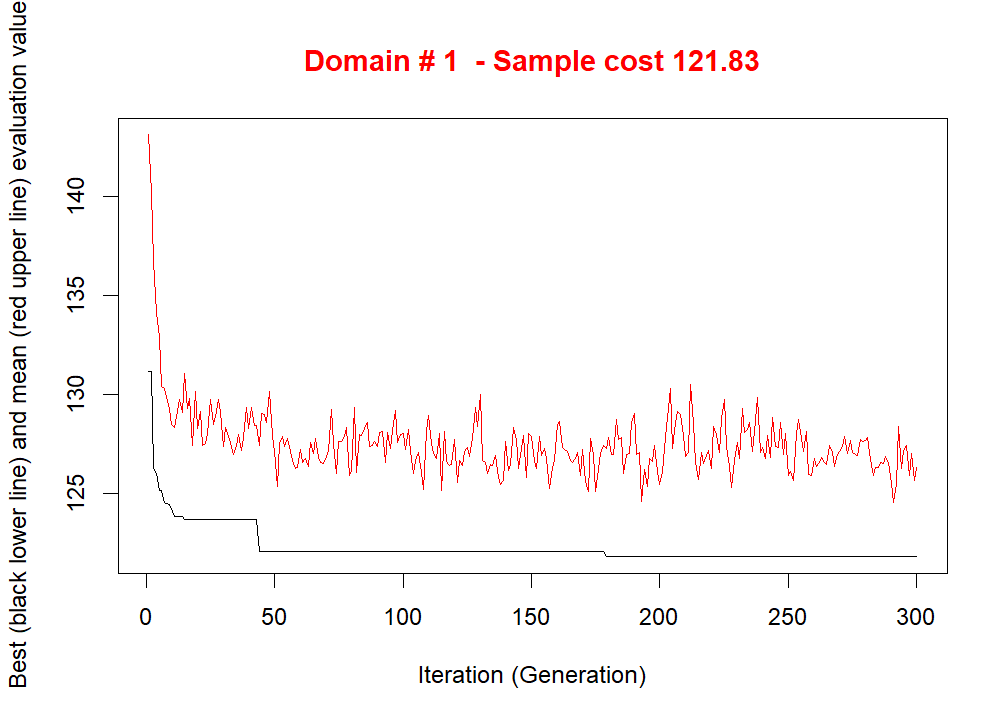 Domain # 1  - Sample cost 121.83
Best (black lower line) and mean (red upper line) evaluation value
140
135
130
125
0 50 100 150 200 250 300
Iteration (Generation)